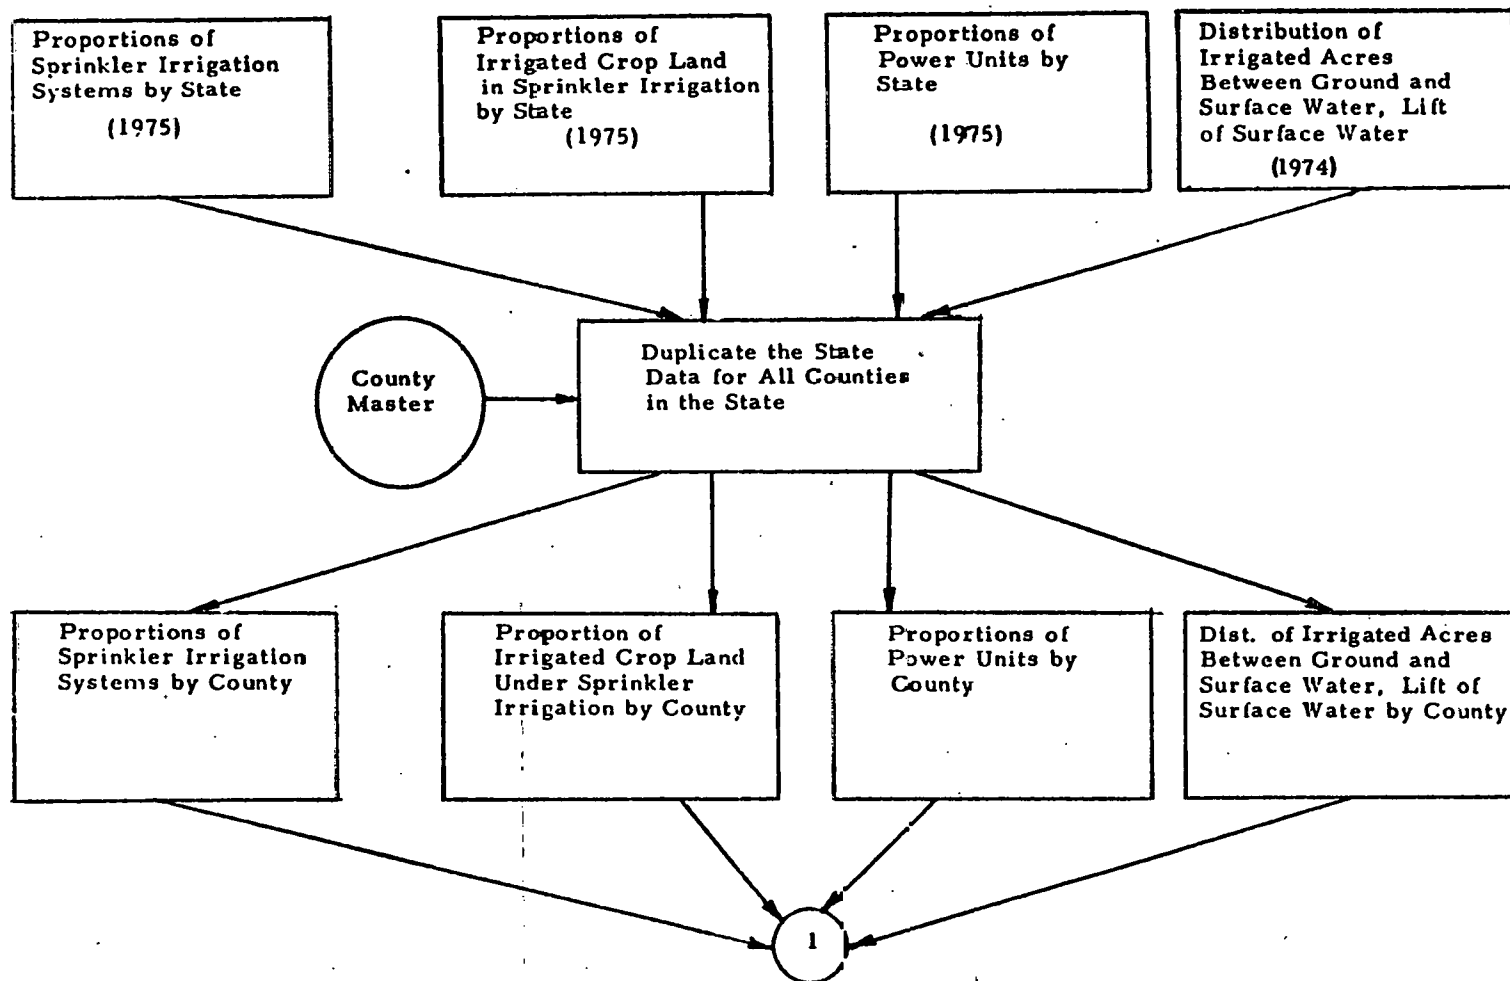 Proportions of
Sprinkler Irrigation
Systems by State
(1975)
Proportions of
Irrigated Crop Land
in Sprinkler Irrigation
by State
(1975)
Proportions of
Power Units by
State
(1975)
Distribution of
Irrigated Acres
Between Ground and
Surface Water, Lift
of Surface Water
(1974)
County
Master
Duplicate the State
Data for All Counties
in the State
Proportions of
Sprinkler Irrigation
Systems by County
Proportion of
Irrigated Crop Land
Under Sprinkler
Irrigation by County
Proportions of
Power Units by
County
Dist. of Irrigated Acres
Between Ground and
Surface Water, Lift of
Surface Water by County
1